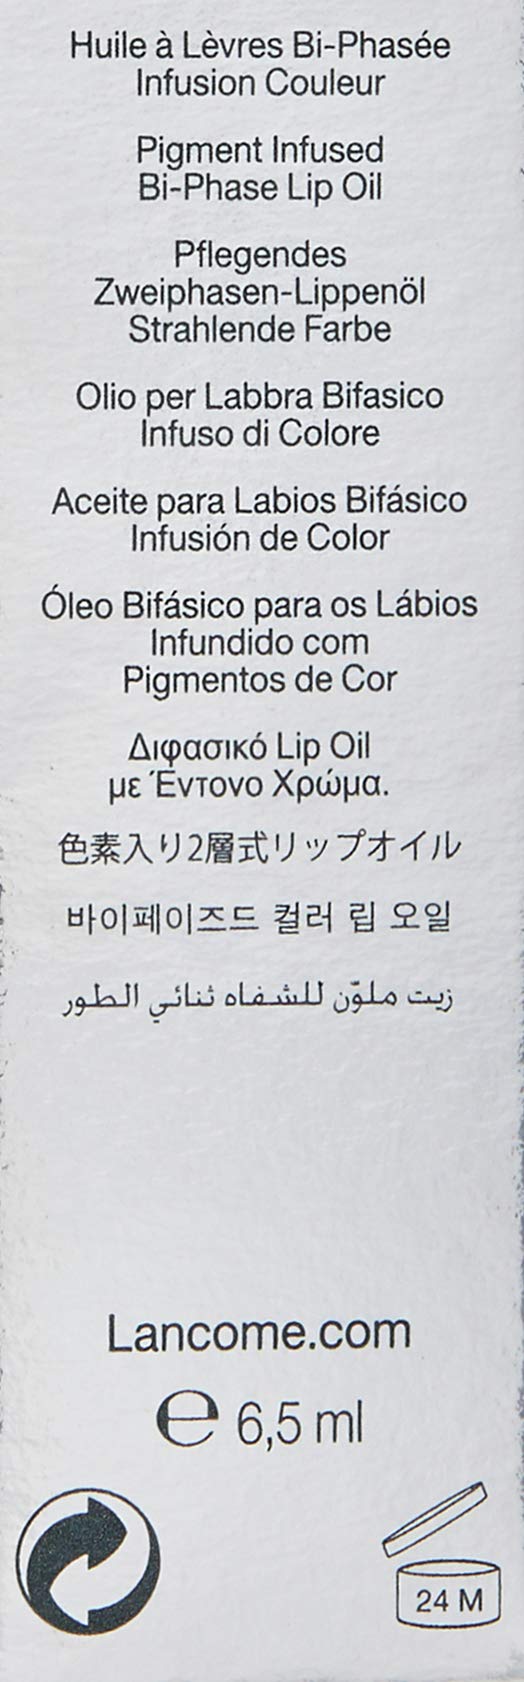 Huile à Lèvres Bi-Phasée
Infusion Couleur
Pigment Infused
Bi-Phase Lip Oil
Pflegendes
Zweiphasen-Lippenöl
Strahlende Farbe
Olio per Labbra Bifasico
Infuso di Colore
Aceite para Labios Bifásico
Infusión de Color
Óleo Bifásico para os Lábios
Infundido com
Pigmentos de Cor
Διφασικό Lip Oil
με Έντονο Χρώμα.
色素入り2層式リップオイル
바이페이즈드 컬러 립 오일
زيت ملوّن للشفاه ثنائي الطور
Lancome.com
℮ 6,5 ml
24 M